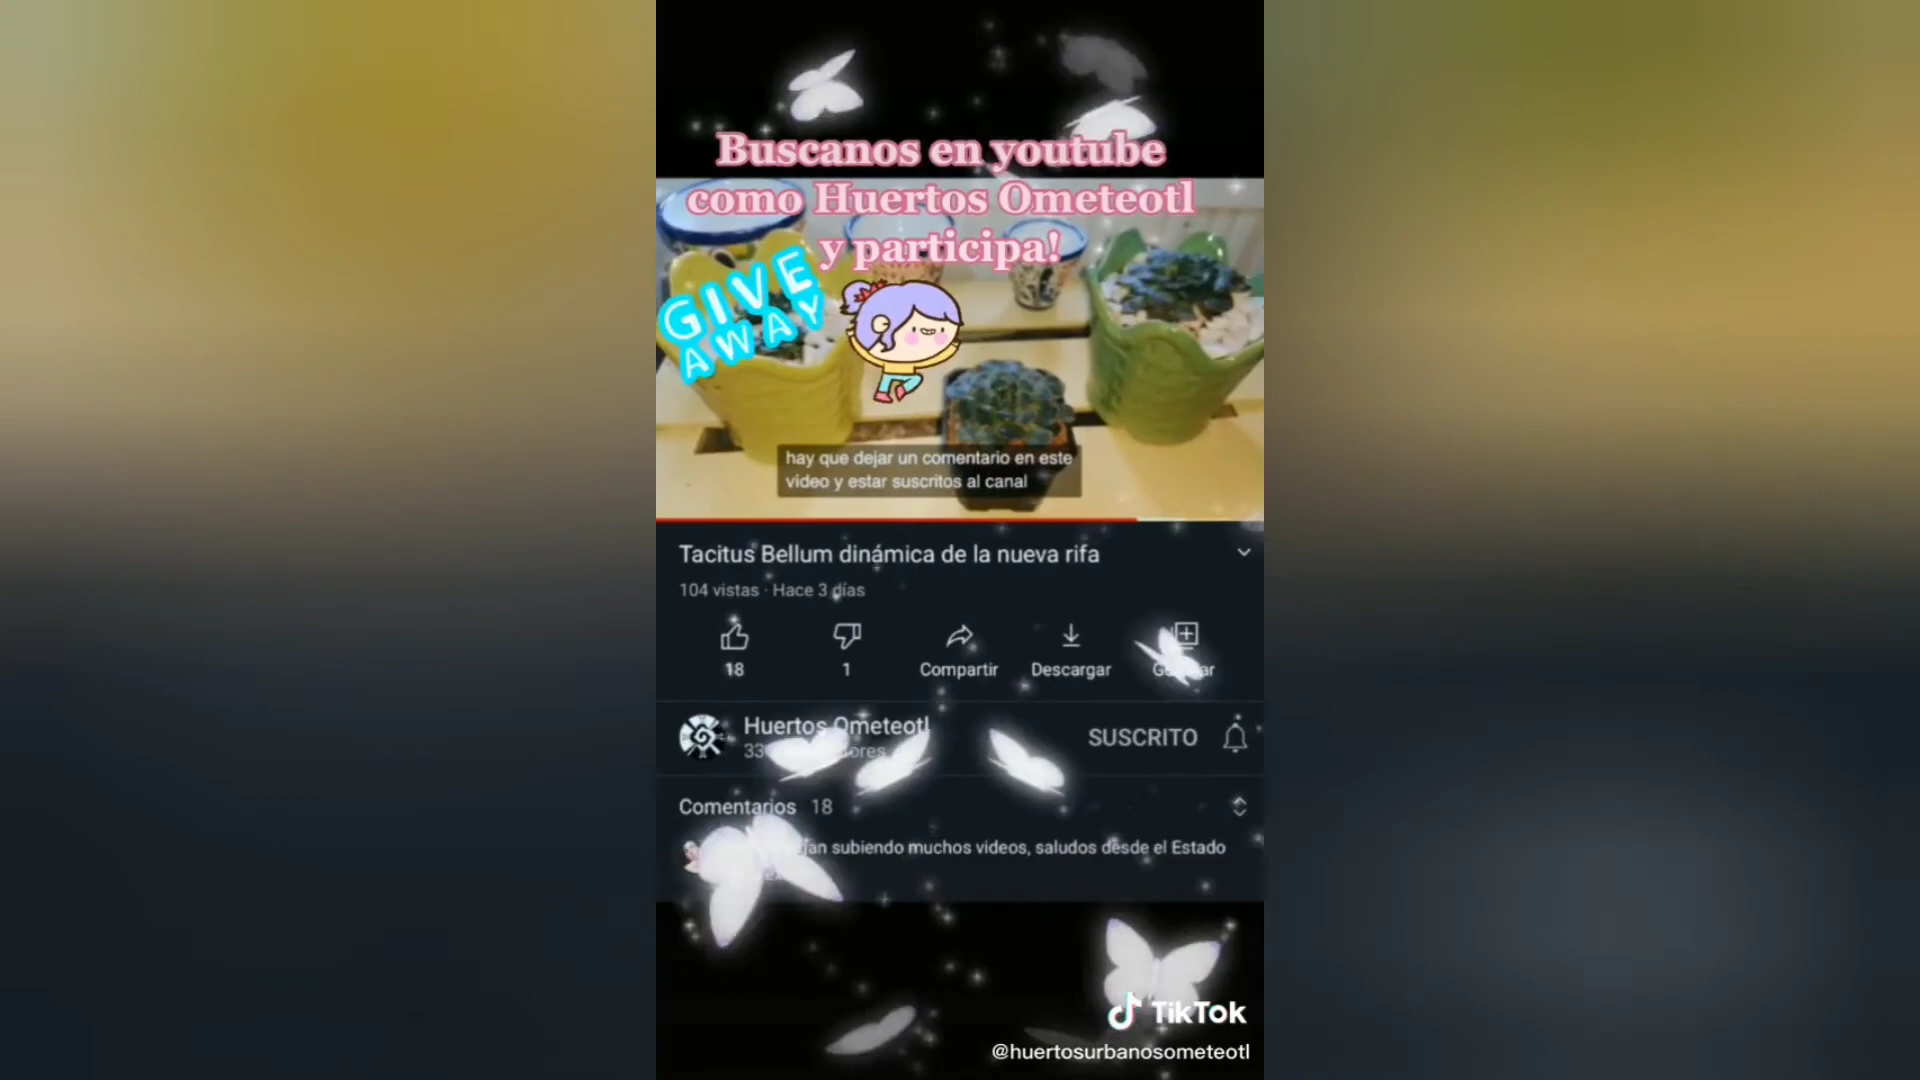 Buscanos en youtube
como Huertos Ometeotl
y participa!
GIVE
AWAY
hay que dejar un comentario en este
video y estar suscritos al canal
Tacitus Bellum dinámica de la nueva rifa
104 vistas · Hace 3 días
18
1
Compartir
Descargar
Huertos Ometeotl
SUSCRITO
Comentarios 18
subiendo muchos videos, saludos desde el Estado
TikTok
@huertosurbanosometeotl